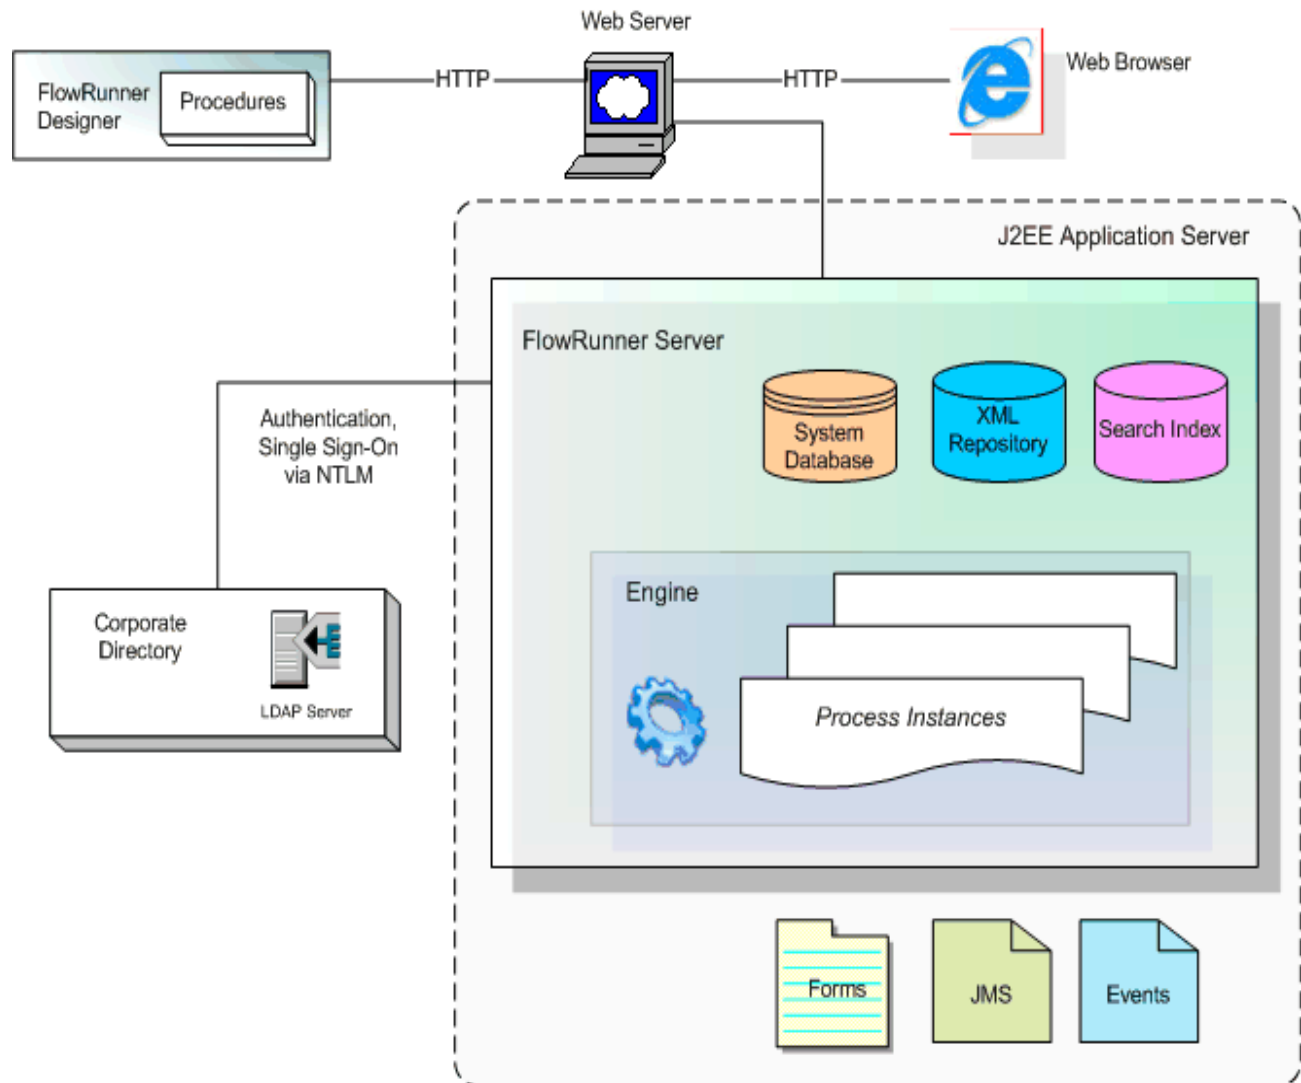 Web Server
FlowRunner
Designer
Procedures
HTTP
HTTP
Web Browser
J2EE Application Server
FlowRunner Server
System
Database
XML
Repository
Search Index
Authentication,
Single Sign-On
via NTLM
Engine
Process Instances
Corporate
Directory
LDAP Server
Forms
JMS
Events